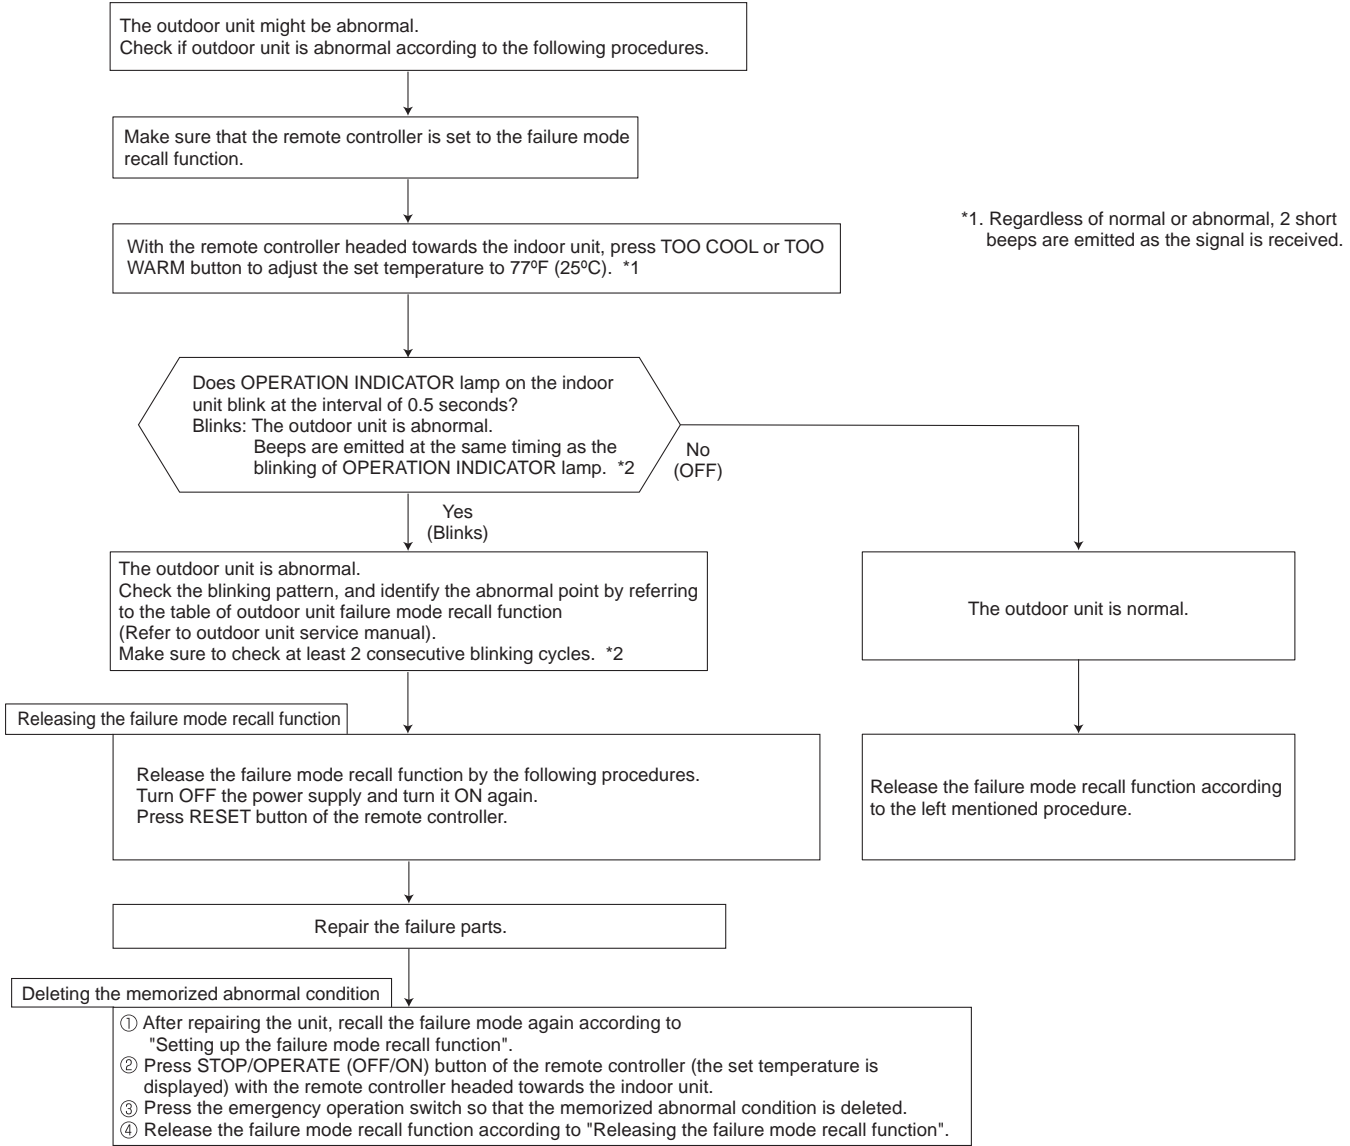 The outdoor unit might be abnormal.
Check if outdoor unit is abnormal according to the following procedures.
Make sure that the remote controller is set to the failure mode
recall function.
With the remote controller headed towards the indoor unit, press TOO COOL or TOO
WARM button to adjust the set temperature to 77ºF (25ºC). *1
*1. Regardless of normal or abnormal, 2 short
beeps are emitted as the signal is received.
Does OPERATION INDICATOR lamp on the indoor
unit blink at the interval of 0.5 seconds?
Blinks: The outdoor unit is abnormal.
Beeps are emitted at the same timing as the
blinking of OPERATION INDICATOR lamp. *2
No
(OFF)
Yes
(Blinks)
The outdoor unit is abnormal.
Check the blinking pattern, and identify the abnormal point by referring
to the table of outdoor unit failure mode recall function
(Refer to outdoor unit service manual).
Make sure to check at least 2 consecutive blinking cycles. *2
The outdoor unit is normal.
Releasing the failure mode recall function
Release the failure mode recall function by the following procedures.
Turn OFF the power supply and turn it ON again.
Press RESET button of the remote controller.
Release the failure mode recall function according
to the left mentioned procedure.
Repair the failure parts.
Deleting the memorized abnormal condition
① After repairing the unit, recall the failure mode again according to
"Setting up the failure mode recall function".
② Press STOP/OPERATE (OFF/ON) button of the remote controller (the set temperature is
displayed) with the remote controller headed towards the indoor unit.
③ Press the emergency operation switch so that the memorized abnormal condition is deleted.
④ Release the failure mode recall function according to "Releasing the failure mode recall function".